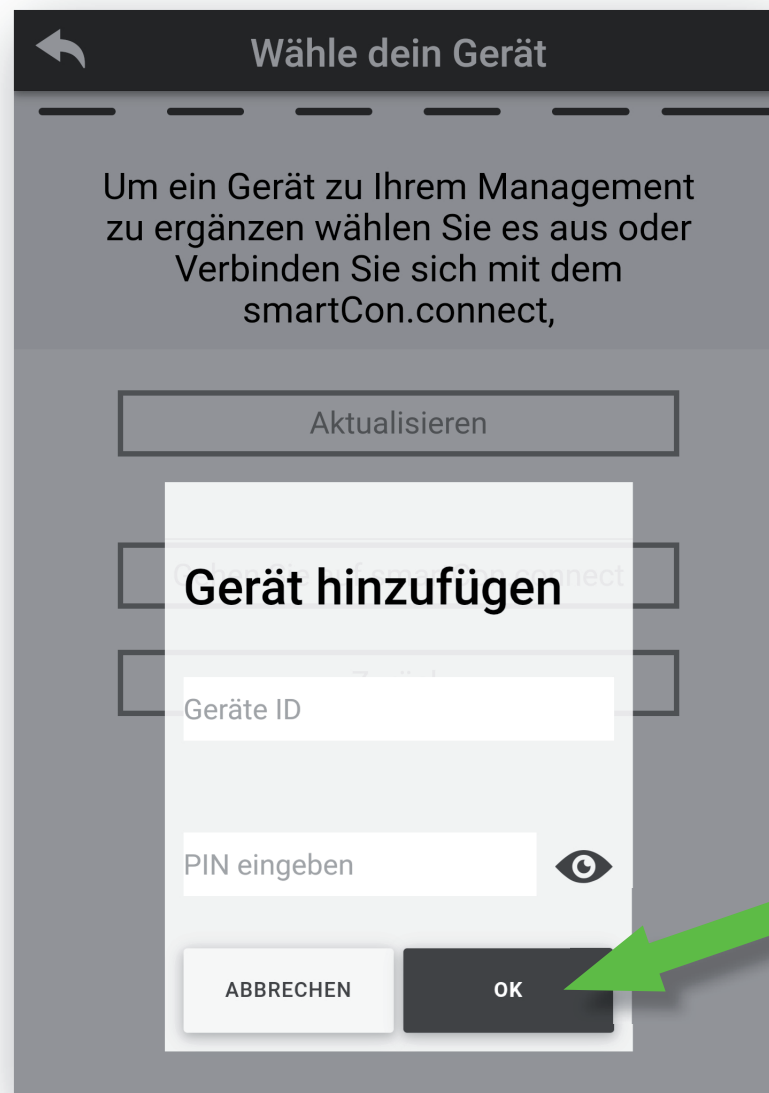 Wähle dein Gerät
Um ein Gerät zu Ihrem Management
zu ergänzen wählen Sie es aus oder
Verbinden Sie sich mit dem
smartCon.connect,
Aktualisieren
Gerät hinzufügen
Geräte ID
PIN eingeben
ABBRECHEN
OK